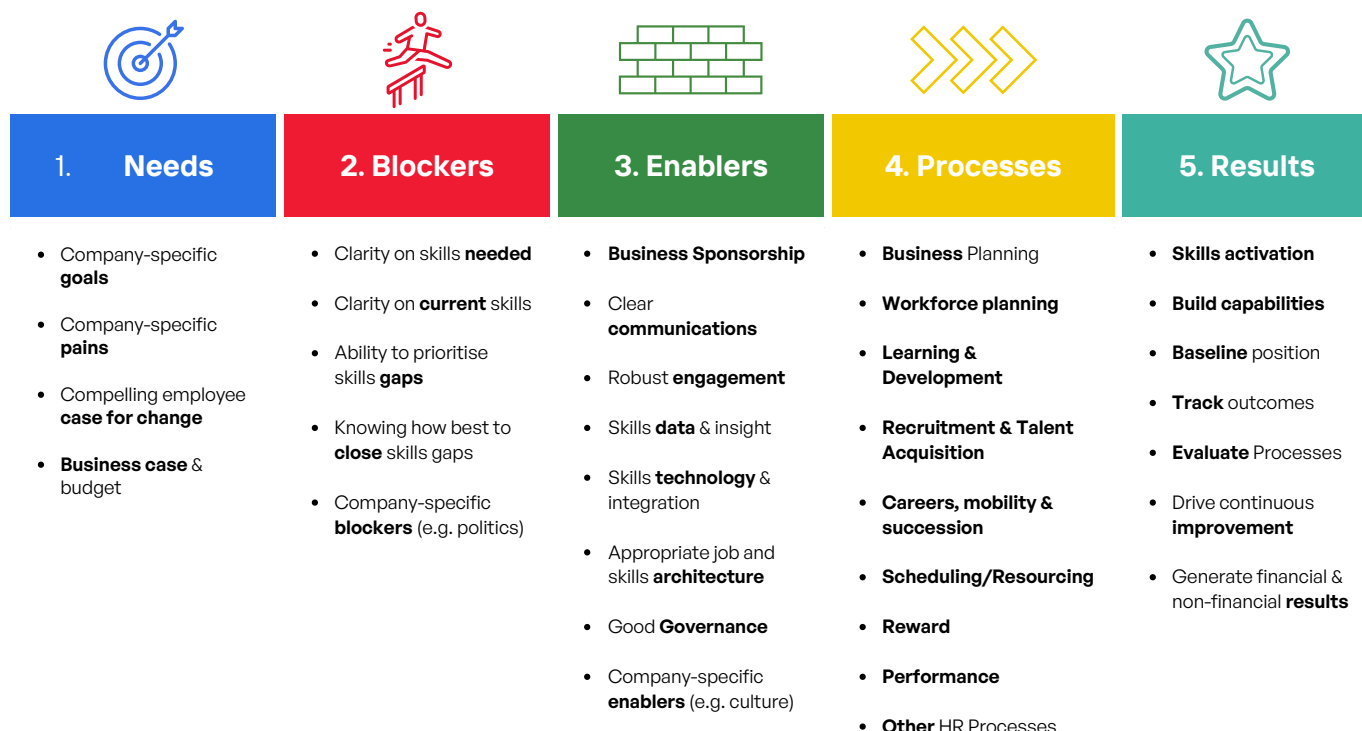 1. Needs
2. Blockers
3. Enablers
4. Processes
5. Results
• Company-specific
goals
• Company-specific
pains
• Compelling employee
case for change
• Business case &
budget
• Clarity on skills needed
• Clarity on current skills
• Ability to prioritise
skills gaps
• Knowing how best to
close skills gaps
• Company-specific
blockers (e.g. politics)
• Business Sponsorship
• Clear
communications
• Robust engagement
• Skills data & insight
• Skills technology &
integration
• Appropriate job and
skills architecture
• Good Governance
• Company-specific
enablers (e.g. culture)
• Business Planning
• Workforce planning
• Learning &
Development
• Recruitment & Talent
Acquisition
• Careers, mobility &
succession
• Scheduling/Resourcing
• Reward
• Performance
• Other HR Processes
• Skills activation
• Build capabilities
• Baseline position
• Track outcomes
• Evaluate Processes
• Drive continuous
improvement
• Generate financial &
non-financial results